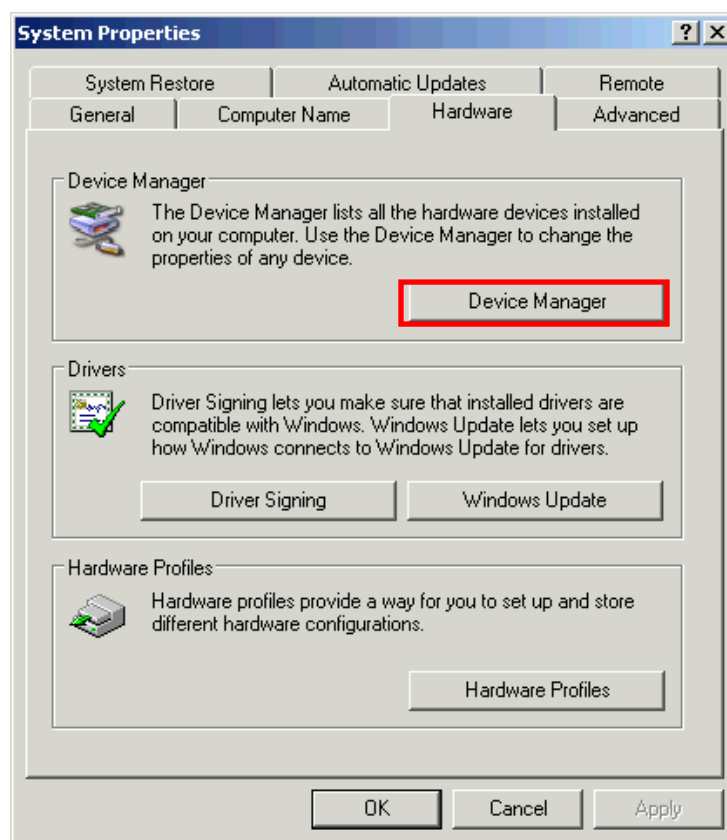 System Properties
System Restore Automatic Updates Remote
General Computer Name Hardware Advanced
Device Manager
The Device Manager lists all the hardware devices installed
on your computer. Use the Device Manager to change the
properties of any device.
Device Manager
Drivers
Driver Signing lets you make sure that installed drivers are
compatible with Windows. Windows Update lets you set up
how Windows connects to Windows Update for drivers.
Driver Signing Windows Update
Hardware Profiles
Hardware profiles provide a way for you to set up and store
different hardware configurations.
Hardware Profiles
OK Cancel Apply